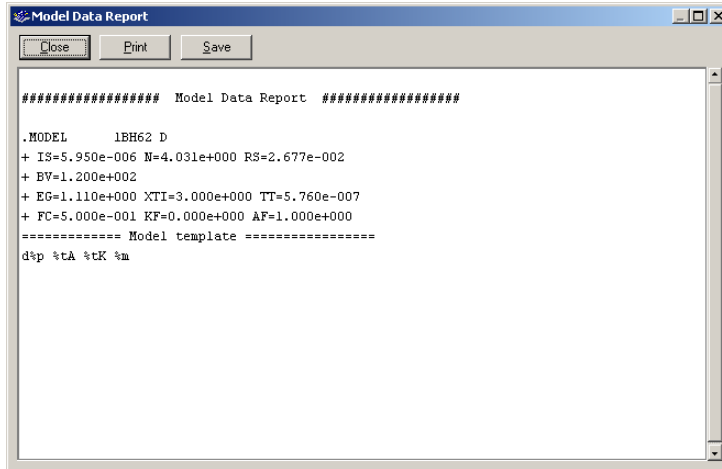 Model Data Report
Close Print Save
################## Model Data Report ##################
.MODEL 1BH62 D
+ IS=5.950e-006 N=4.031e+000 RS=2.677e-002
+ BV=1.200e+002
+ EG=1.110e+000 XTI=3.000e+000 TT=5.760e-007
+ FC=5.000e-001 KF=0.000e+000 AF=1.000e+000
============= Model template =================
d%p %tA %tK %m